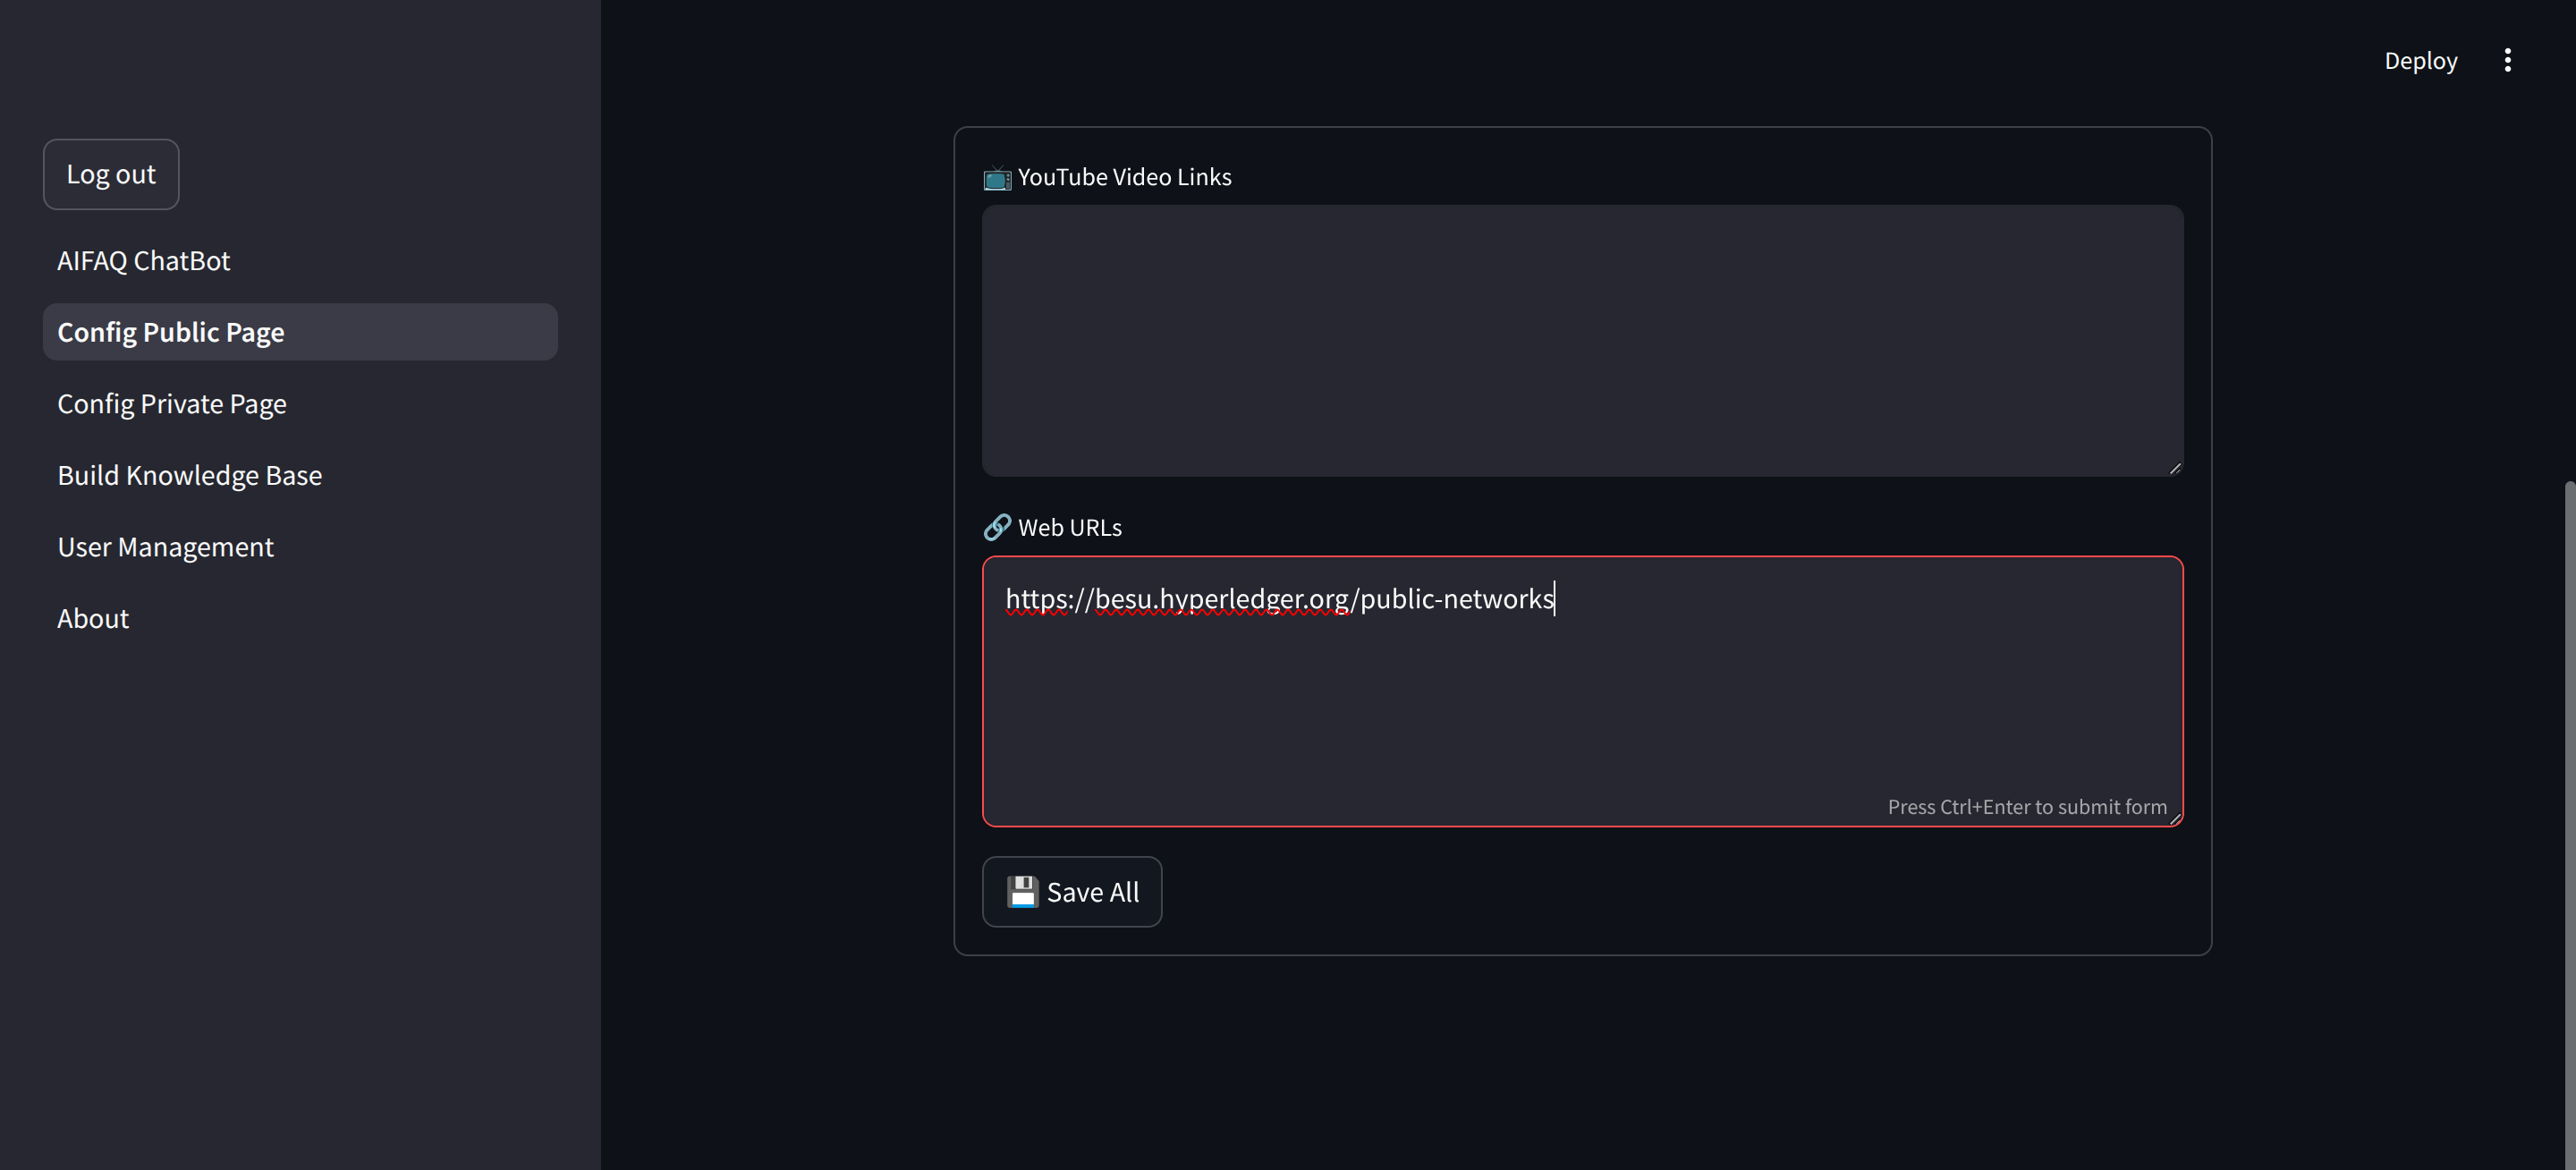 Deploy
Log out
AIFAQ ChatBot
Config Public Page
Config Private Page
Build Knowledge Base
User Management
About
📺 YouTube Video Links
🔗 Web URLs
https://besu.hyperledger.org/public-networks
Press Ctrl+Enter to submit form
💾 Save All